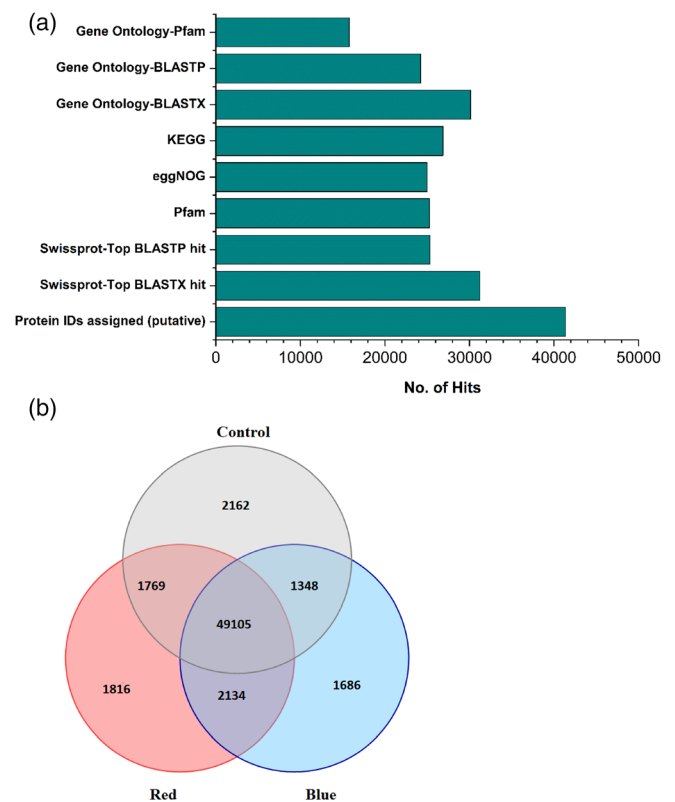 (a)
Gene Ontology-Pfam
Gene Ontology-BLASTP
Gene Ontology-BLASTX
KEGG
eggNOG
Pfam
Swissprot-Top BLASTP hit
Swissprot-Top BLASTX hit
Protein IDs assigned (putative)
0 10000 20000 30000 40000 50000
No. of Hits
(b)
Control
2162
1769 1348
49105
1816 2134 1686
Red Blue